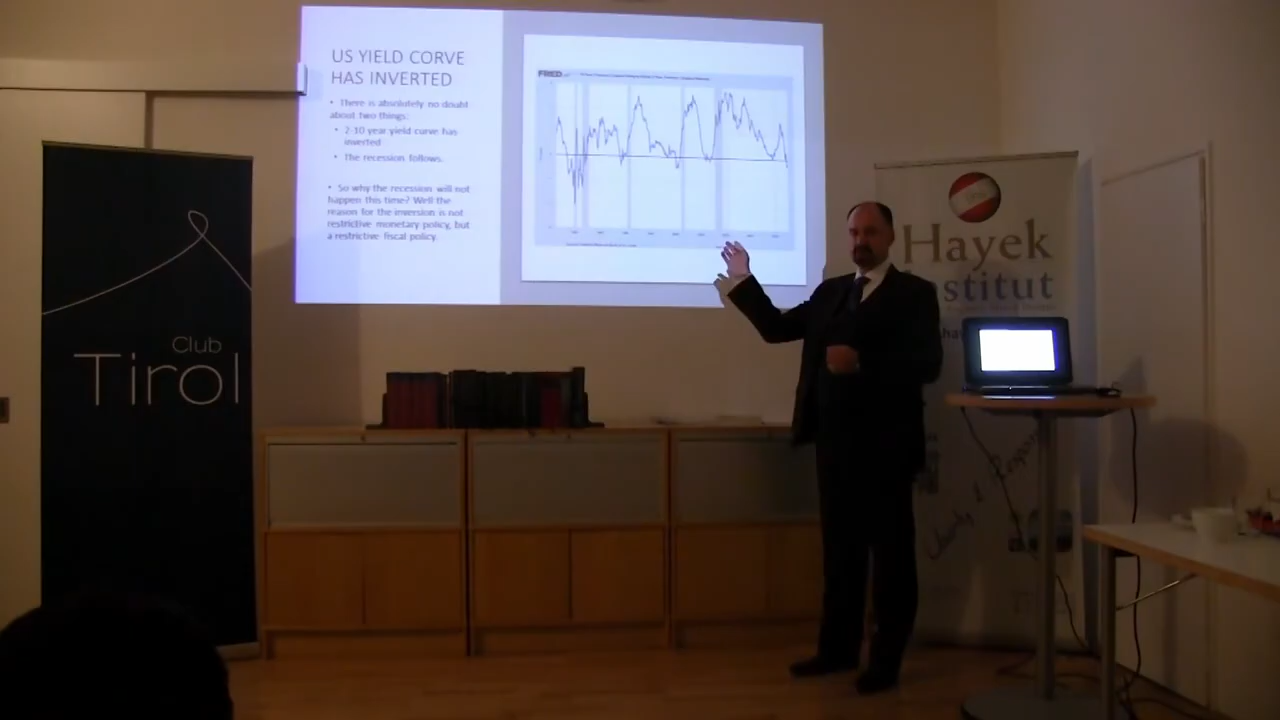 US YIELD CORVE
HAS INVERTED
• There is absolutely no doubt
about two things:
• 2-10 year yield curve has
inverted
• The recession follows.
• So why the recession will not
happen this time? Well the
reason for the inversion is not
restrictive monetary policy, but
a restrictive fiscal policy.
FRED
Club
Tirol
Hayek
stitut